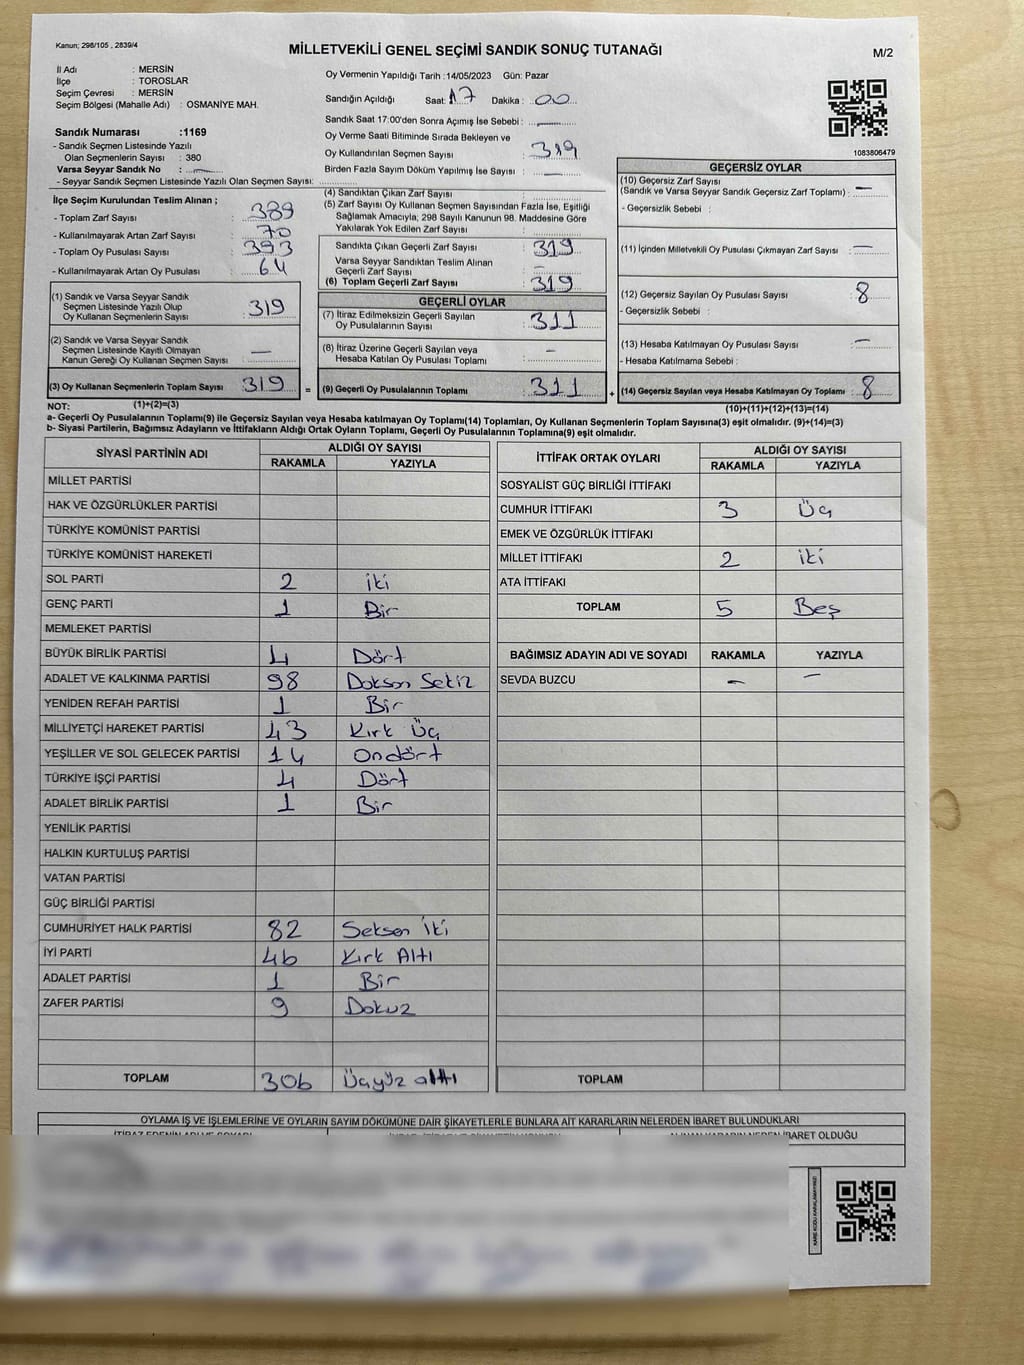 Kanun; 298/105 , 2839/4
MİLLETVEKİLİ GENEL SEÇİMİ SANDIK SONUÇ TUTANAĞI
M/2
İl Adı : MERSİN
İlçe : TOROSLAR
Seçim Çevresi : MERSİN
Seçim Bölgesi (Mahalle Adı) : OSMANİYE MAH.
Sandık Numarası :1169
- Sandık Seçmen Listesinde Yazılı
Olan Seçmenlerin Sayısı : 380
Varsa Seyyar Sandık No : —
- Seyyar Sandık Seçmen Listesinde Yazılı Olan Seçmen Sayısı:
Oy Vermenin Yapıldığı Tarih :14/05/2023 Gün: Pazar
Sandığın Açıldığı Saat: 17 Dakika : 00
Sandık Saat 17:00'den Sonra Açımış İse Sebebi : —
Oy Verme Saati Bitiminde Sırada Bekleyen ve
Oy Kullandırılan Seçmen Sayısı : 319
Birden Fazla Sayım Döküm Yapılmış İse Sayısı : —
1083806479
İlçe Seçim Kurulundan Teslim Alınan ;
- Toplam Zarf Sayısı : 389
- Kullanılmayarak Artan Zarf Sayısı : 70
- Toplam Oy Pusulası Sayısı : 393
- Kullanılmayarak Artan Oy Pusulası : 64
(1) Sandık ve Varsa Seyyar Sandık
Seçmen Listesinde Yazılı Olup
Oy Kullanan Seçmenlerin Sayısı : 319
(2) Sandık ve Varsa Seyyar Sandık
Seçmen Listesinde Kayıtlı Olmayan
Kanun Gereği Oy Kullanan Seçmen Sayısı : —
(3) Oy Kullanan Seçmenlerin Toplam Sayısı : 319 =
(1)+(2)=(3)
(4) Sandıktan Çıkan Zarf Sayısı :
(5) Zarf Sayısı Oy Kullanan Seçmen Sayısından Fazla İse, Eşitliği
Sağlamak Amacıyla; 298 Sayılı Kanunun 98. Maddesine Göre
Yakılarak Yok Edilen Zarf Sayısı :
Sandıkta Çıkan Geçerli Zarf Sayısı : 319
Varsa Seyyar Sandıktan Teslim Alınan
Geçerli Zarf Sayısı : —
(6) Toplam Geçerli Zarf Sayısı : 319
GEÇERLİ OYLAR
(7) İtiraz Edilmeksizin Geçerli Sayılan
Oy Pusulalarının Sayısı : 311
(8) İtiraz Üzerine Geçerli Sayılan veya
Hesaba Katılan Oy Pusulası Toplamı : —
(9) Geçerli Oy Pusulalarının Toplamı : 311 +
GEÇERSİZ OYLAR
(10) Geçersiz Zarf Sayısı
(Sandık ve Varsa Seyyar Sandık Geçersiz Zarf Toplamı) : —
- Geçersizlik Sebebi :
(11) İçinden Milletvekili Oy Pusulası Çıkmayan Zarf Sayısı : —
(12) Geçersiz Sayılan Oy Pusulası Sayısı : 8
- Geçersizlik Sebebi :
(13) Hesaba Katılmayan Oy Pusulası Sayısı : —
- Hesaba Katılmama Sebebi :
(14) Geçersiz Sayılan veya Hesaba Katılmayan Oy Toplamı : 8
(10)+(11)+(12)+(13)=(14)
NOT:
a- Geçerli Oy Pusulalarının Toplamı(9) ile Geçersiz Sayılan veya Hesaba katılmayan Oy Toplamı(14) Toplamları, Oy Kullanan Seçmenlerin Toplam Sayısına(3) eşit olmalıdır. (9)+(14)=(3)
b- Siyasi Partilerin, Bağımsız Adayların ve İttifakların Aldığı Ortak Oyların Toplamı, Geçerli Oy Pusulalarının Toplamına(9) eşit olmalıdır.
SİYASİ PARTİNİN ADI ALDIĞI OY SAYISI
RAKAMLA YAZIYLA
MİLLET PARTİSİ
HAK VE ÖZGÜRLÜKLER PARTİSİ
TÜRKİYE KOMÜNİST PARTİSİ
TÜRKİYE KOMÜNİST HAREKETİ
SOL PARTİ 2 iki
GENÇ PARTİ 1 Bir
MEMLEKET PARTİSİ
BÜYÜK BİRLİK PARTİSİ 4 Dört
ADALET VE KALKINMA PARTİSİ 98 Doksan Sekiz
YENİDEN REFAH PARTİSİ 1 Bir
MİLLİYETÇİ HAREKET PARTİSİ 43 Kırk Üç
YEŞİLLER VE SOL GELECEK PARTİSİ 14 Ondört
TÜRKİYE İŞÇİ PARTİSİ 4 Dört
ADALET BİRLİK PARTİSİ 1 Bir
YENİLİK PARTİSİ
HALKIN KURTULUŞ PARTİSİ
VATAN PARTİSİ
GÜÇ BİRLİĞİ PARTİSİ
CUMHURİYET HALK PARTİSİ 82 Seksen İki
İYİ PARTİ 46 Kırk Altı
ADALET PARTİSİ 1 Bir
ZAFER PARTİSİ 9 Dokuz
TOPLAM 306 Üçyüz altı
İTTİFAK ORTAK OYLARI ALDIĞI OY SAYISI
RAKAMLA YAZIYLA
SOSYALİST GÜÇ BİRLİĞİ İTTİFAKI
CUMHUR İTTİFAKI 3 Üç
EMEK VE ÖZGÜRLÜK İTTİFAKI
MİLLET İTTİFAKI 2 iki
ATA İTTİFAKI
TOPLAM 5 Beş
BAĞIMSIZ ADAYIN ADI VE SOYADI RAKAMLA YAZIYLA
SEVDA BUZCU — —
TOPLAM
OYLAMA İŞ VE İŞLEMLERİNE VE OYLARIN SAYIM DÖKÜMÜNE DAİR ŞİKAYETLERLE BUNLARA AİT KARARLARIN NELERDEN İBARET BULUNDUKLARI
İTİRAZ EDENİN ADI VE SOYADI
ALINAN KARARIN NEDEN İBARET OLDUĞU
KARE KODU KARALAMAYINIZ!